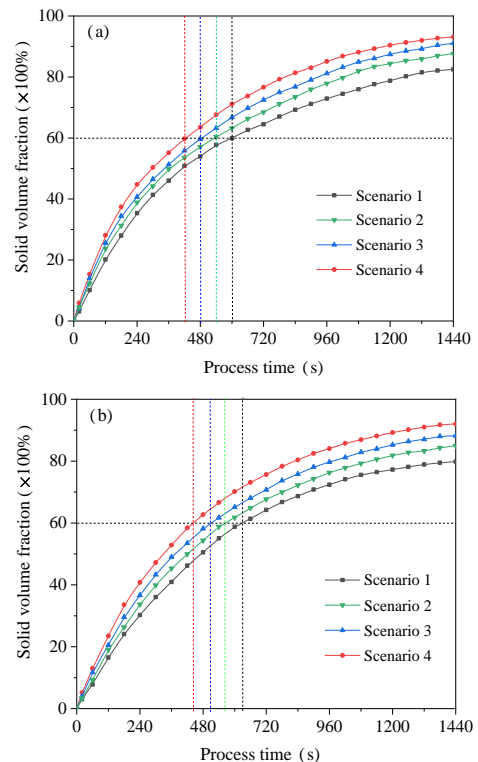 (a)
Solid volume fraction (×100%)
100
80
60
40
20
0
Scenario 1
Scenario 2
Scenario 3
Scenario 4
0 240 480 720 960 1200 1440
Process time (s)
(b)
Solid volume fraction (×100%)
100
80
60
40
20
0
Scenario 1
Scenario 2
Scenario 3
Scenario 4
0 240 480 720 960 1200 1440
Process time (s)